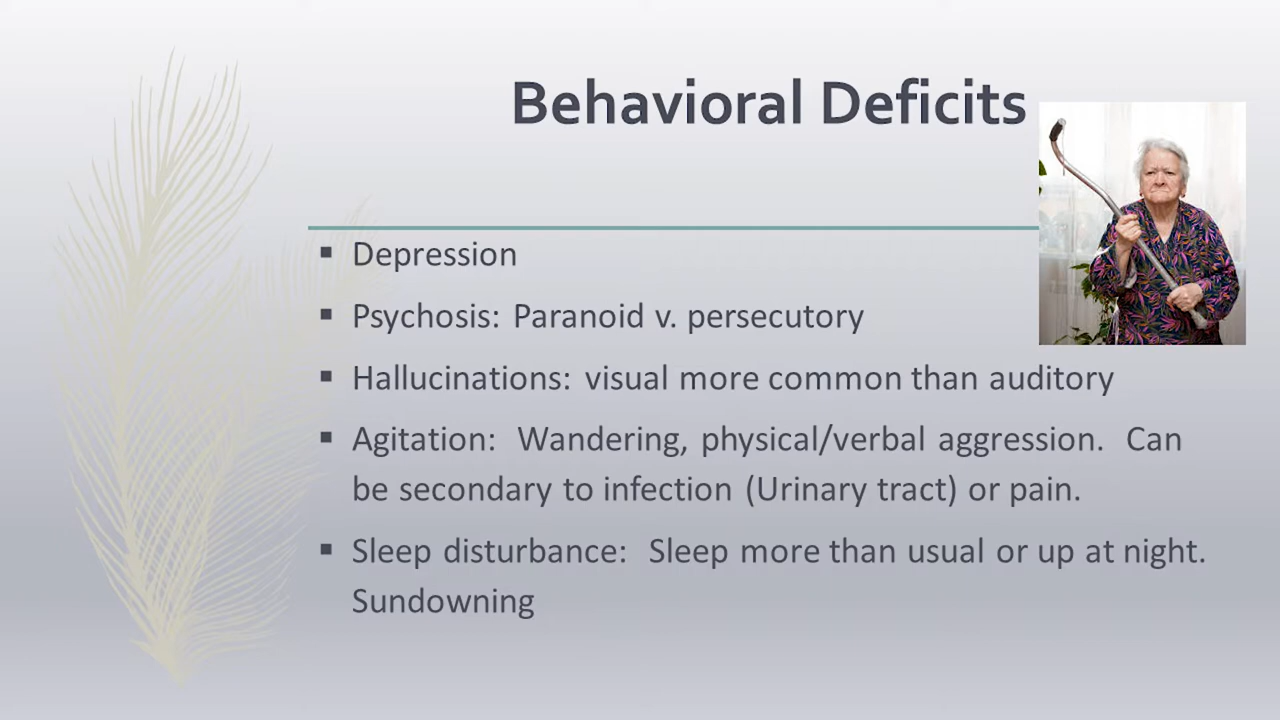 Behavioral Deficits
▪ Depression
▪ Psychosis: Paranoid v. persecutory
▪ Hallucinations: visual more common than auditory
▪ Agitation: Wandering, physical/verbal aggression. Can
be secondary to infection (Urinary tract) or pain.
▪ Sleep disturbance: Sleep more than usual or up at night.
Sundowning